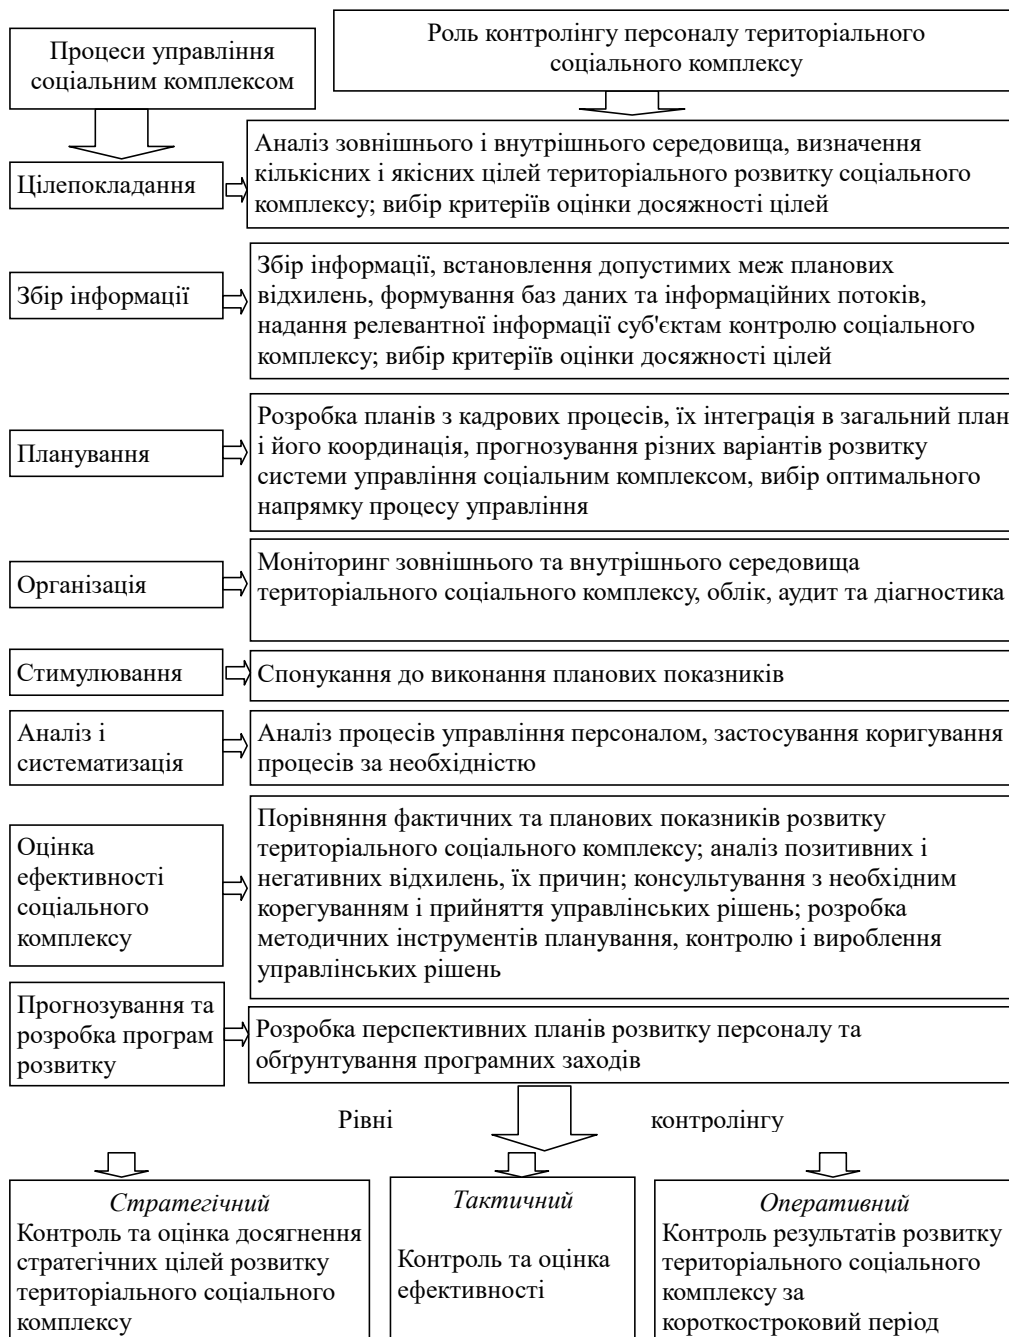 Процеси управління
соціальним комплексом
Роль контролінгу персоналу територіального
соціального комплексу
Цілепокладання
Аналіз зовнішнього і внутрішнього середовища, визначення
кількісних і якісних цілей територіального розвитку соціального
комплексу; вибір критеріїв оцінки досяжності цілей
Збір інформації
Збір інформації, встановлення допустимих меж планових
відхилень, формування баз даних та інформаційних потоків,
надання релевантної інформації суб'єктам контролю соціального
комплексу; вибір критеріїв оцінки досяжності цілей
Планування
Розробка планів з кадрових процесів, їх інтеграція в загальний план
і його координація, прогнозування різних варіантів розвитку
системи управління соціальним комплексом, вибір оптимального
напрямку процесу управління
Організація
Моніторинг зовнішнього та внутрішнього середовища
територіального соціального комплексу, облік, аудит та діагностика
Стимулювання
Спонукання до виконання планових показників
Аналіз і
систематизація
Аналіз процесів управління персоналом, застосування коригування
процесів за необхідністю
Оцінка
ефективності
соціального
комплексу
Порівняння фактичних та планових показників розвитку
територіального соціального комплексу; аналіз позитивних і
негативних відхилень, їх причин; консультування з необхідним
корегуванням і прийняття управлінських рішень; розробка
методичних інструментів планування, контролю і вироблення
управлінських рішень
Прогнозування та
розробка програм
розвитку
Розробка перспективних планів розвитку персоналу та
обґрунтування програмних заходів
Рівні контролінгу
Стратегічний
Контроль та оцінка досягнення
стратегічних цілей розвитку
територіального соціального
комплексу
Тактичний
Контроль та оцінка
ефективності
Оперативний
Контроль результатів розвитку
територіального соціального
комплексу за
короткостроковий період